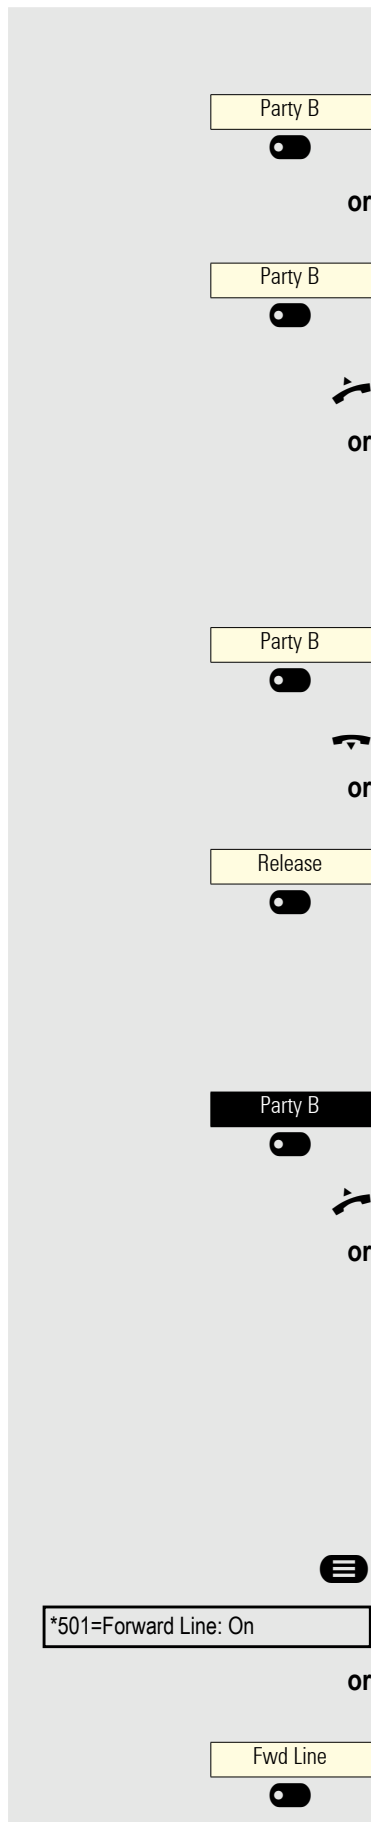 Party B
or
Party B
or
Party B
or
Release
Party B
or
*501=Forward Line: On
or
Fwd Line